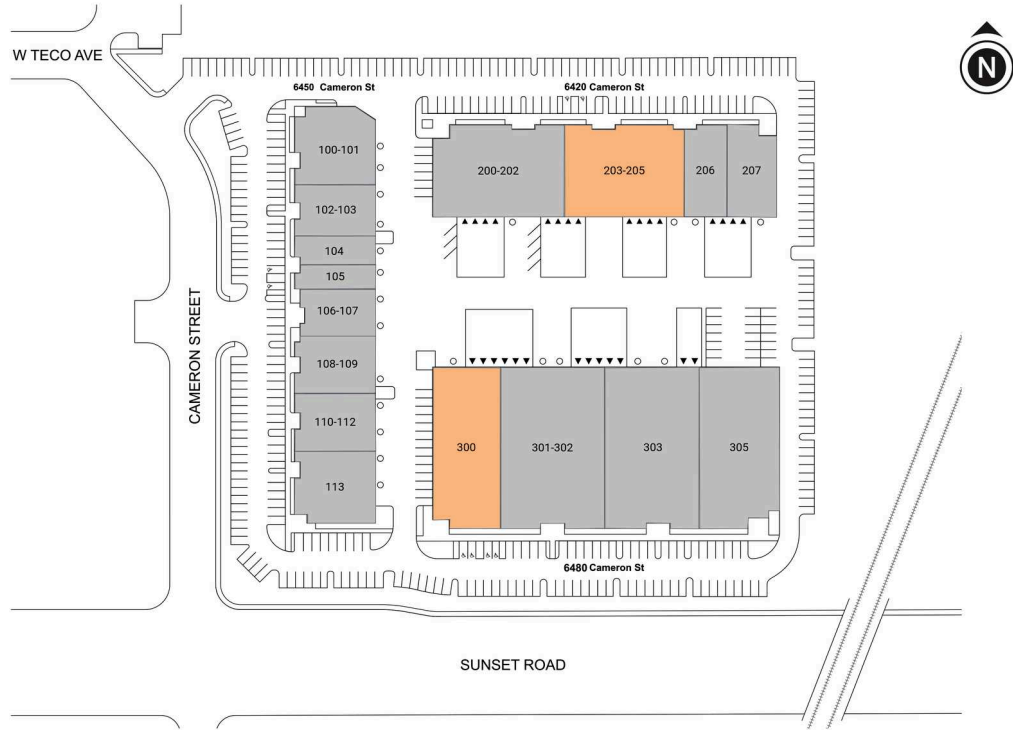 W TECO AVE
N
6450 Cameron St
6420 Cameron St
100-101
200-202
203-205
206
207
102-103
104
105
106-107
CAMERON STREET
108-109
110-112
300
301-302
303
305
113
6480 Cameron St
SUNSET ROAD